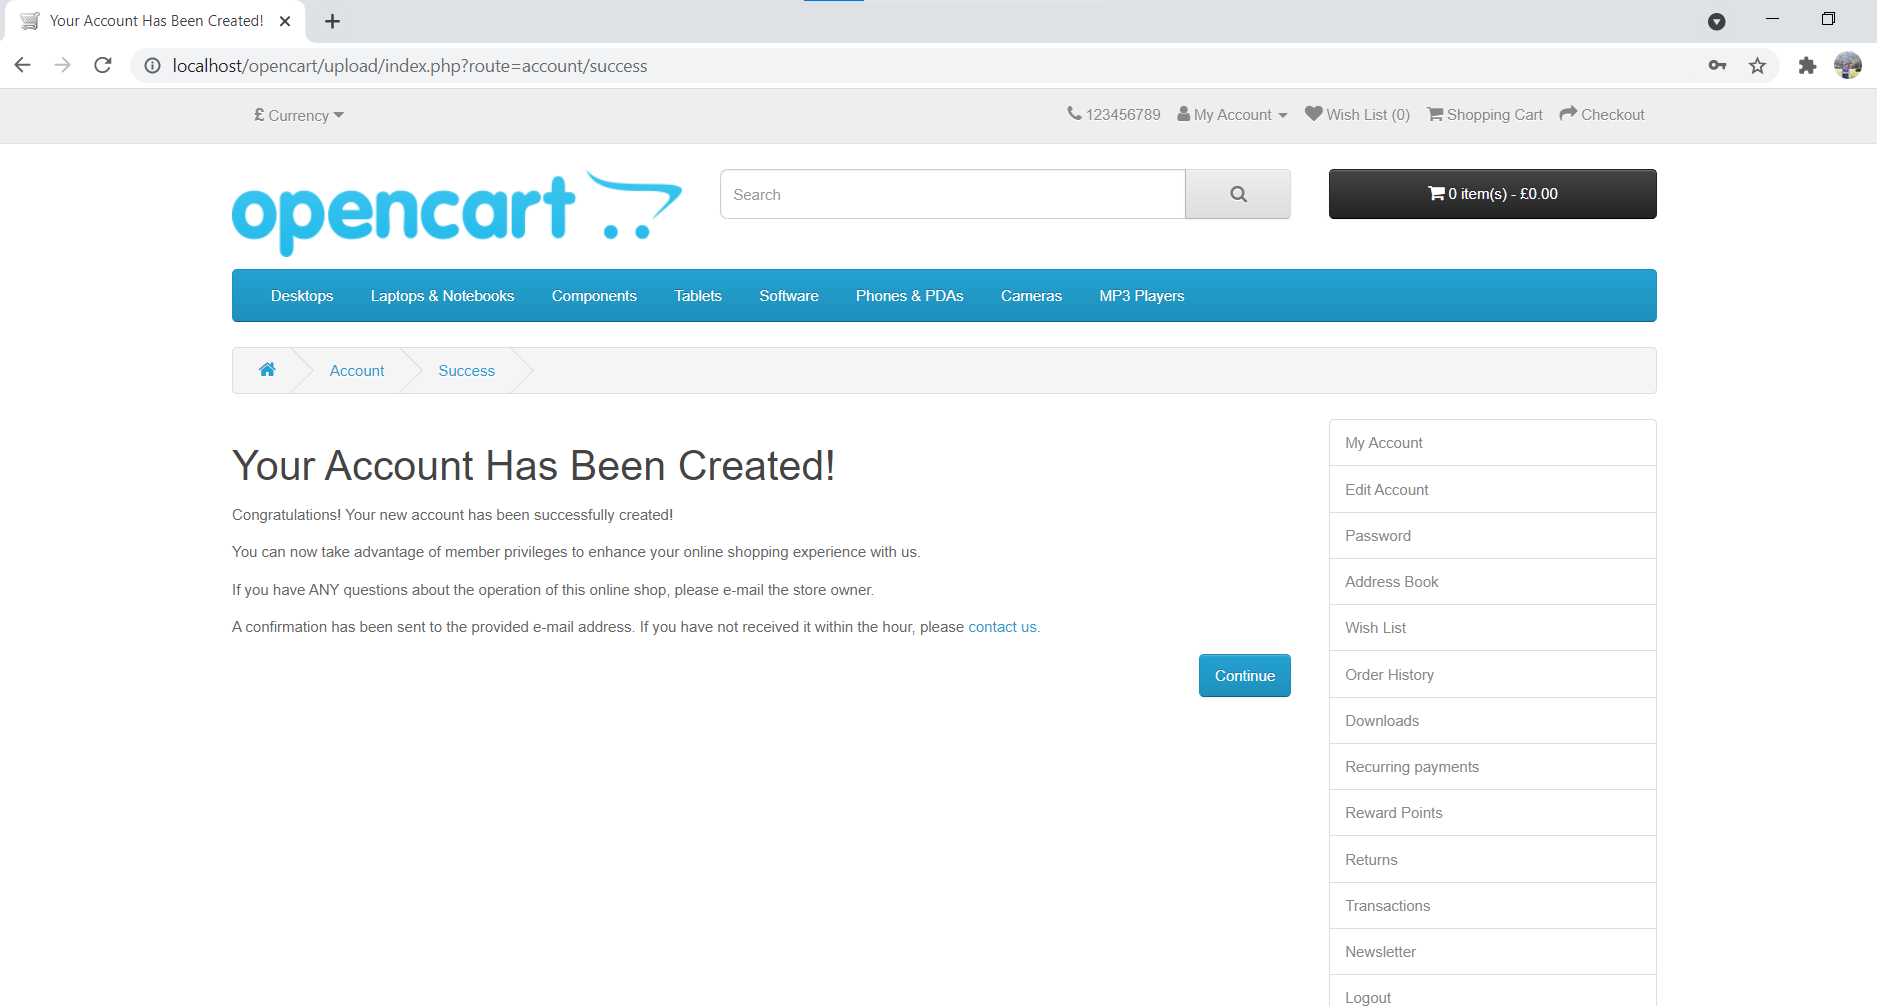 Your Account Has Been Created!
localhost/opencart/upload/index.php?route=account/success
£ Currency
123456789 My Account Wish List (0) Shopping Cart Checkout
opencart
Search
0 item(s) - £0.00
Desktops Laptops & Notebooks Components Tablets Software Phones & PDAs Cameras MP3 Players
Account Success
Your Account Has Been Created!
Congratulations! Your new account has been successfully created!
You can now take advantage of member privileges to enhance your online shopping experience with us.
If you have ANY questions about the operation of this online shop, please e-mail the store owner.
A confirmation has been sent to the provided e-mail address. If you have not received it within the hour, please contact us.
Continue
My Account
Edit Account
Password
Address Book
Wish List
Order History
Downloads
Recurring payments
Reward Points
Returns
Transactions
Newsletter
Logout